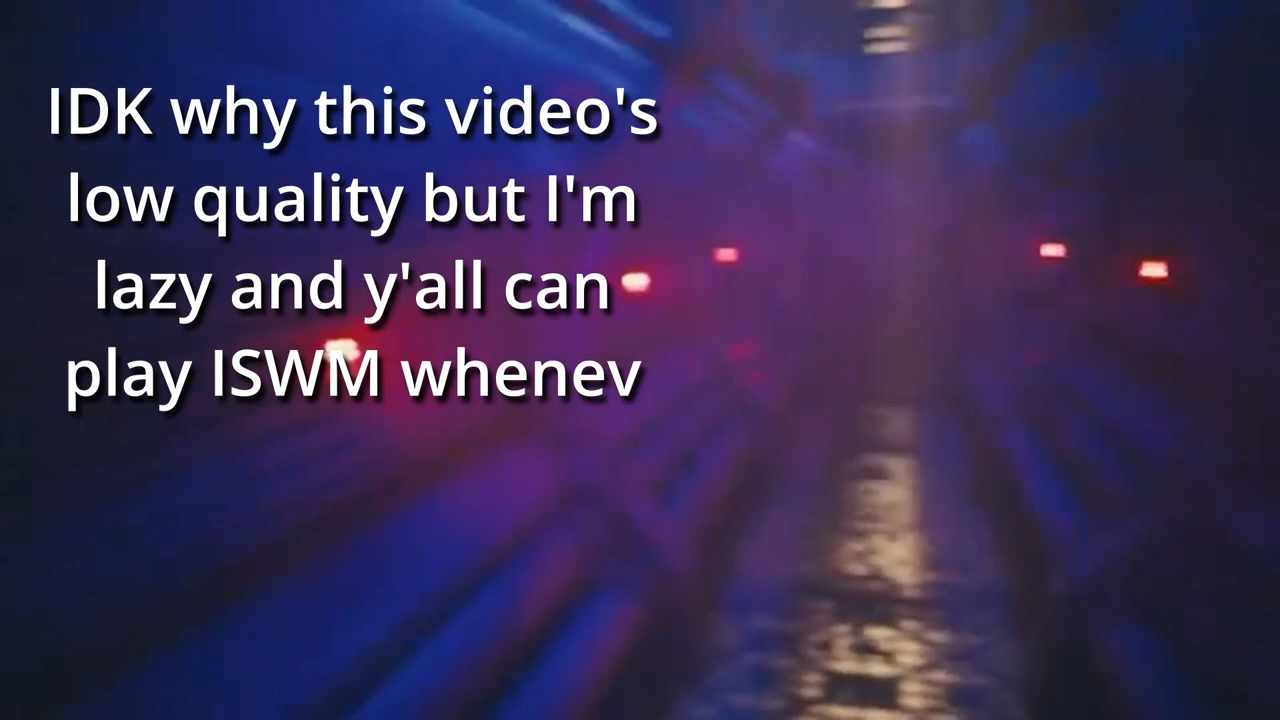 IDK why this video's
low quality but I'm
lazy and y'all can
play ISWM whenev